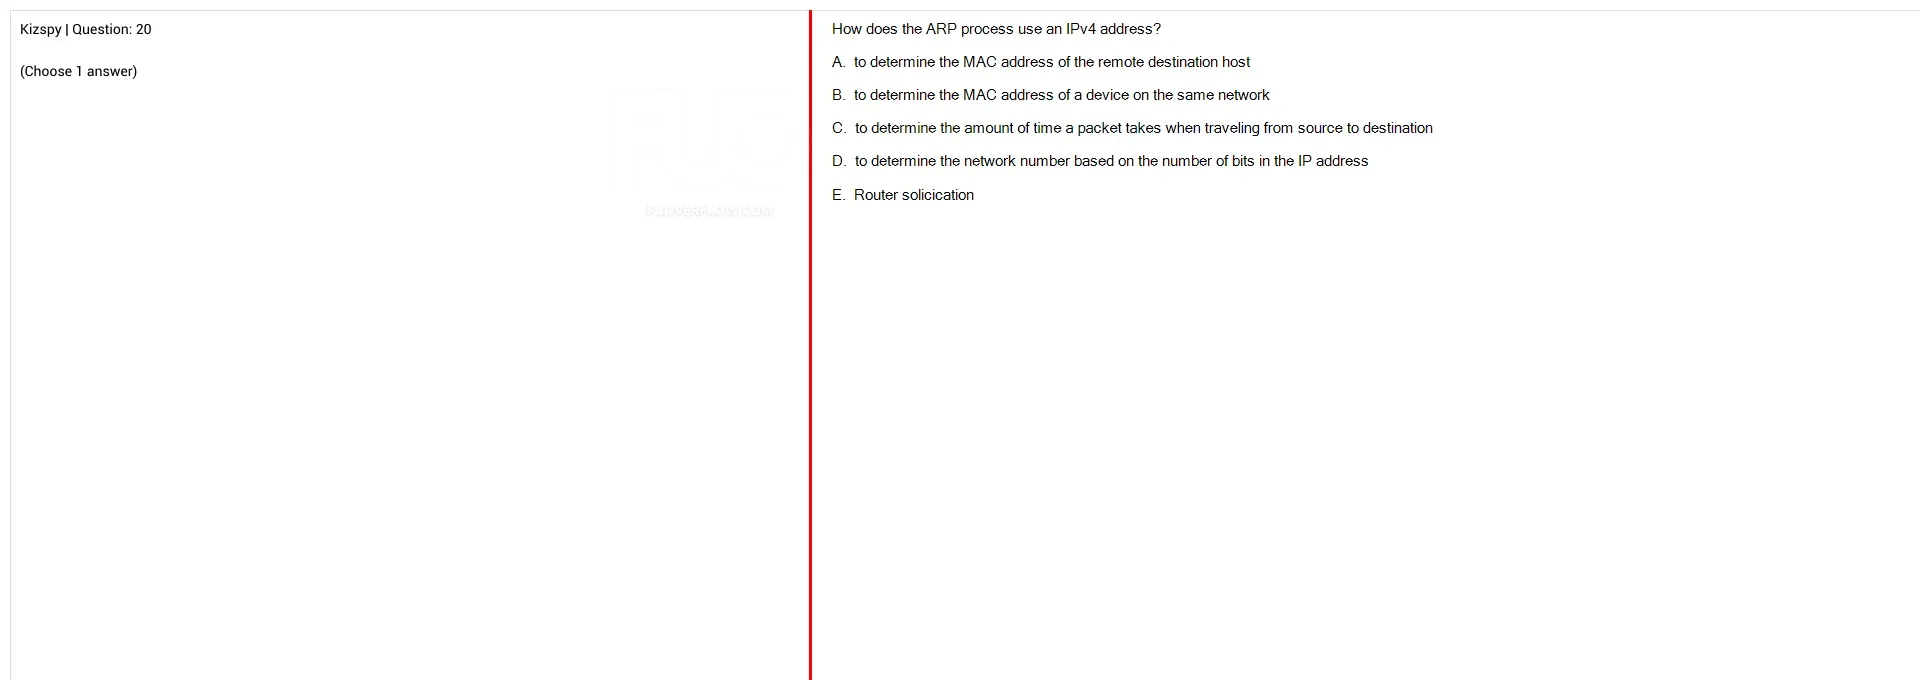 Kizspy | Question: 20
(Choose 1 answer)
FUOVERFLOW.COM
How does the ARP process use an IPv4 address?
A. to determine the MAC address of the remote destination host
B. to determine the MAC address of a device on the same network
C. to determine the amount of time a packet takes when traveling from source to destination
D. to determine the network number based on the number of bits in the IP address
E. Router solicication